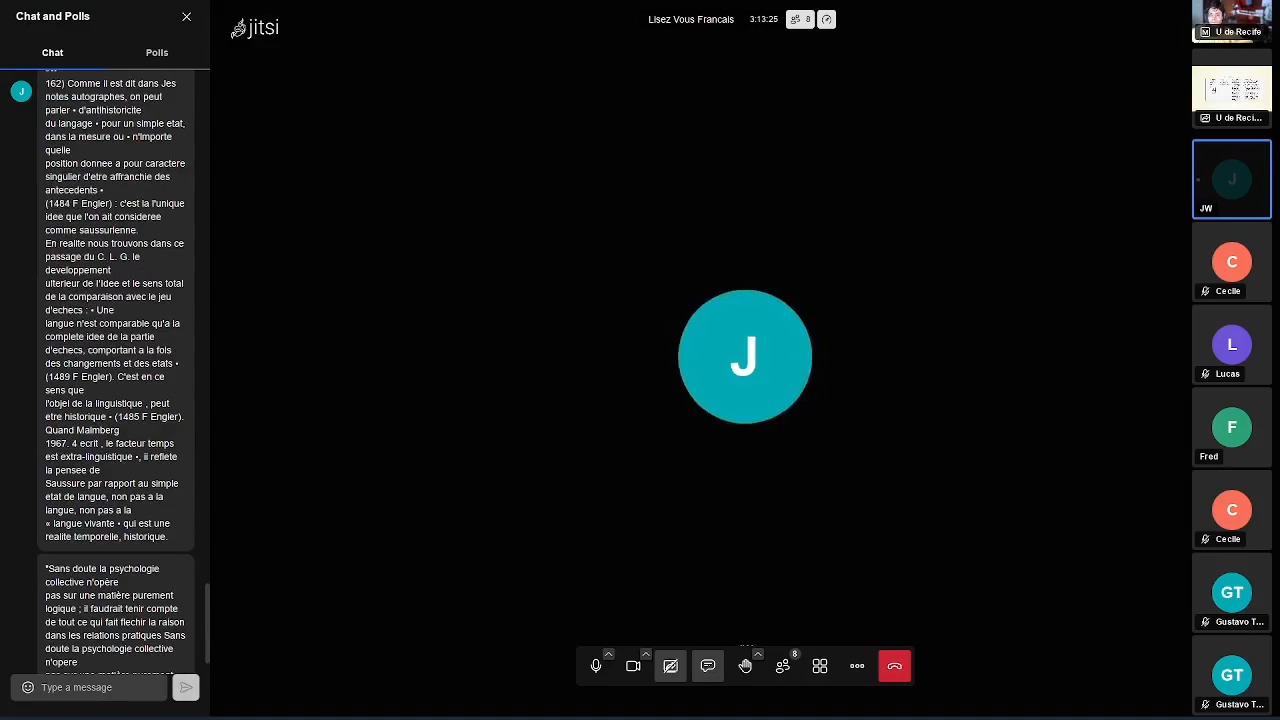 Chat and Polls
Chat
Polls
J
162) Comme il est dit dans Jes
notes autographes, on peut
parier • d'antihistoricite
du langage • pour un simple etat,
dans la mesure ou • n'Importe
quelle
position donnee a pour caractere
singulier d'etre affranchie des
antecedents •
(1484 F Engler) : c'est la l'unique
idee que l'on ait consideree
comme saussurienne.
En realite nous trouvons dans ce
passage du C. L. G. le
developpement
ulterieur de l'Idee et le sens total
de la comparaison avec le jeu
d'echecs : • Une
langue n'est comparable qu'a la
complete idee de la partie
d'echecs, comportant a la fois
des changements et des etats •
(1489 F Engler). C'est en ce
sens que
l'objel de la linguistique , peut
etre historique • (1485 F Engler).
Quand Malmberg
1967. 4 ecrit , le facteur temps
est extra-linguistique •, ii reflete
la pensee de
Saussure par rapport au simple
etat de langue, non pas a la
langue, non pas a la
« langue vivante • qui est une
realite temporelle, historique.
"Sans doute la psychologie
collective n'opère
pas sur une matière purement
logique ; il faudrait tenir compte
de tout ce qui fait flechir la raison
dans les relations pratiques Sans
doute la psychologie collective
n'opère
Type a message
jitsi
Lisez Vous Francais
3:13:25
8
J
8
U de Recife
U de Reci...
J
JW
C
Cecile
L
Lucas
F
Fred
C
Cecile
GT
Gustavo T...
GT
Gustavo T...